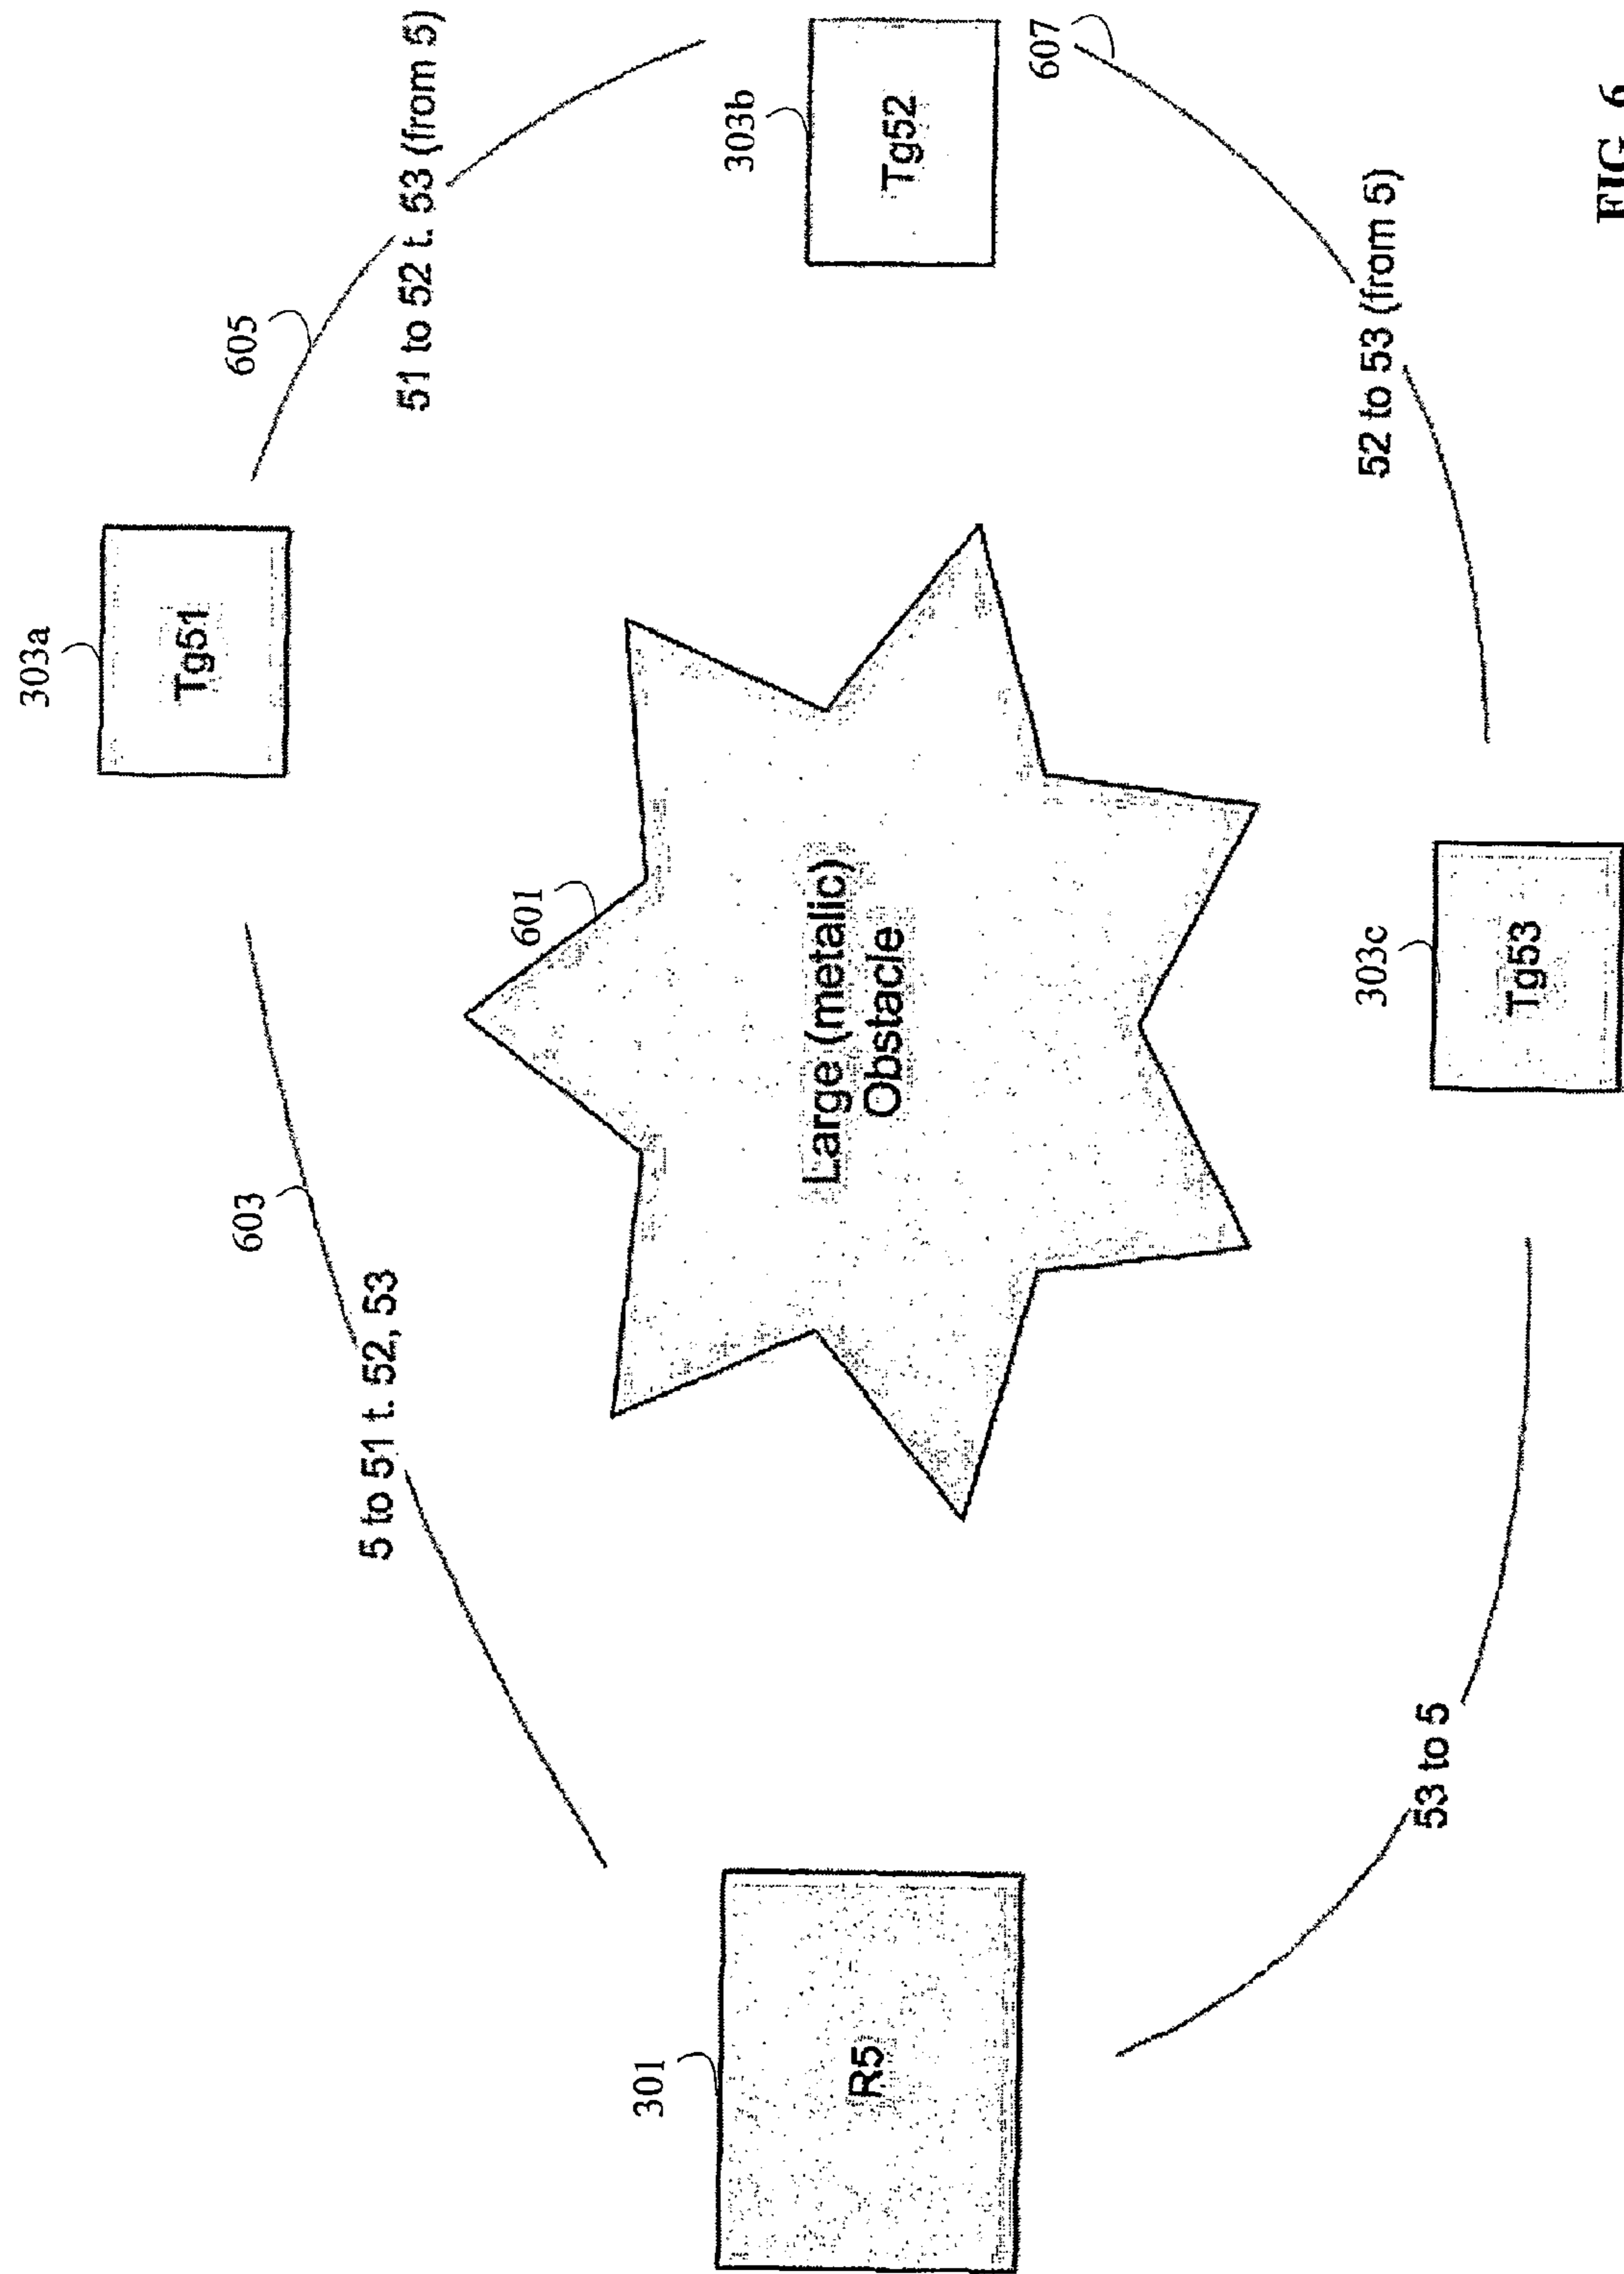 303a
Tg51
605
51 to 52 t. 53 (from 5)
603
5 to 51 t. 52, 53
601
Large (metalic)
Obstacle
303b
Tg52
607
301
R5
52 to 53 (from 5)
303c
Tg53
53 to 5
FIG. 6